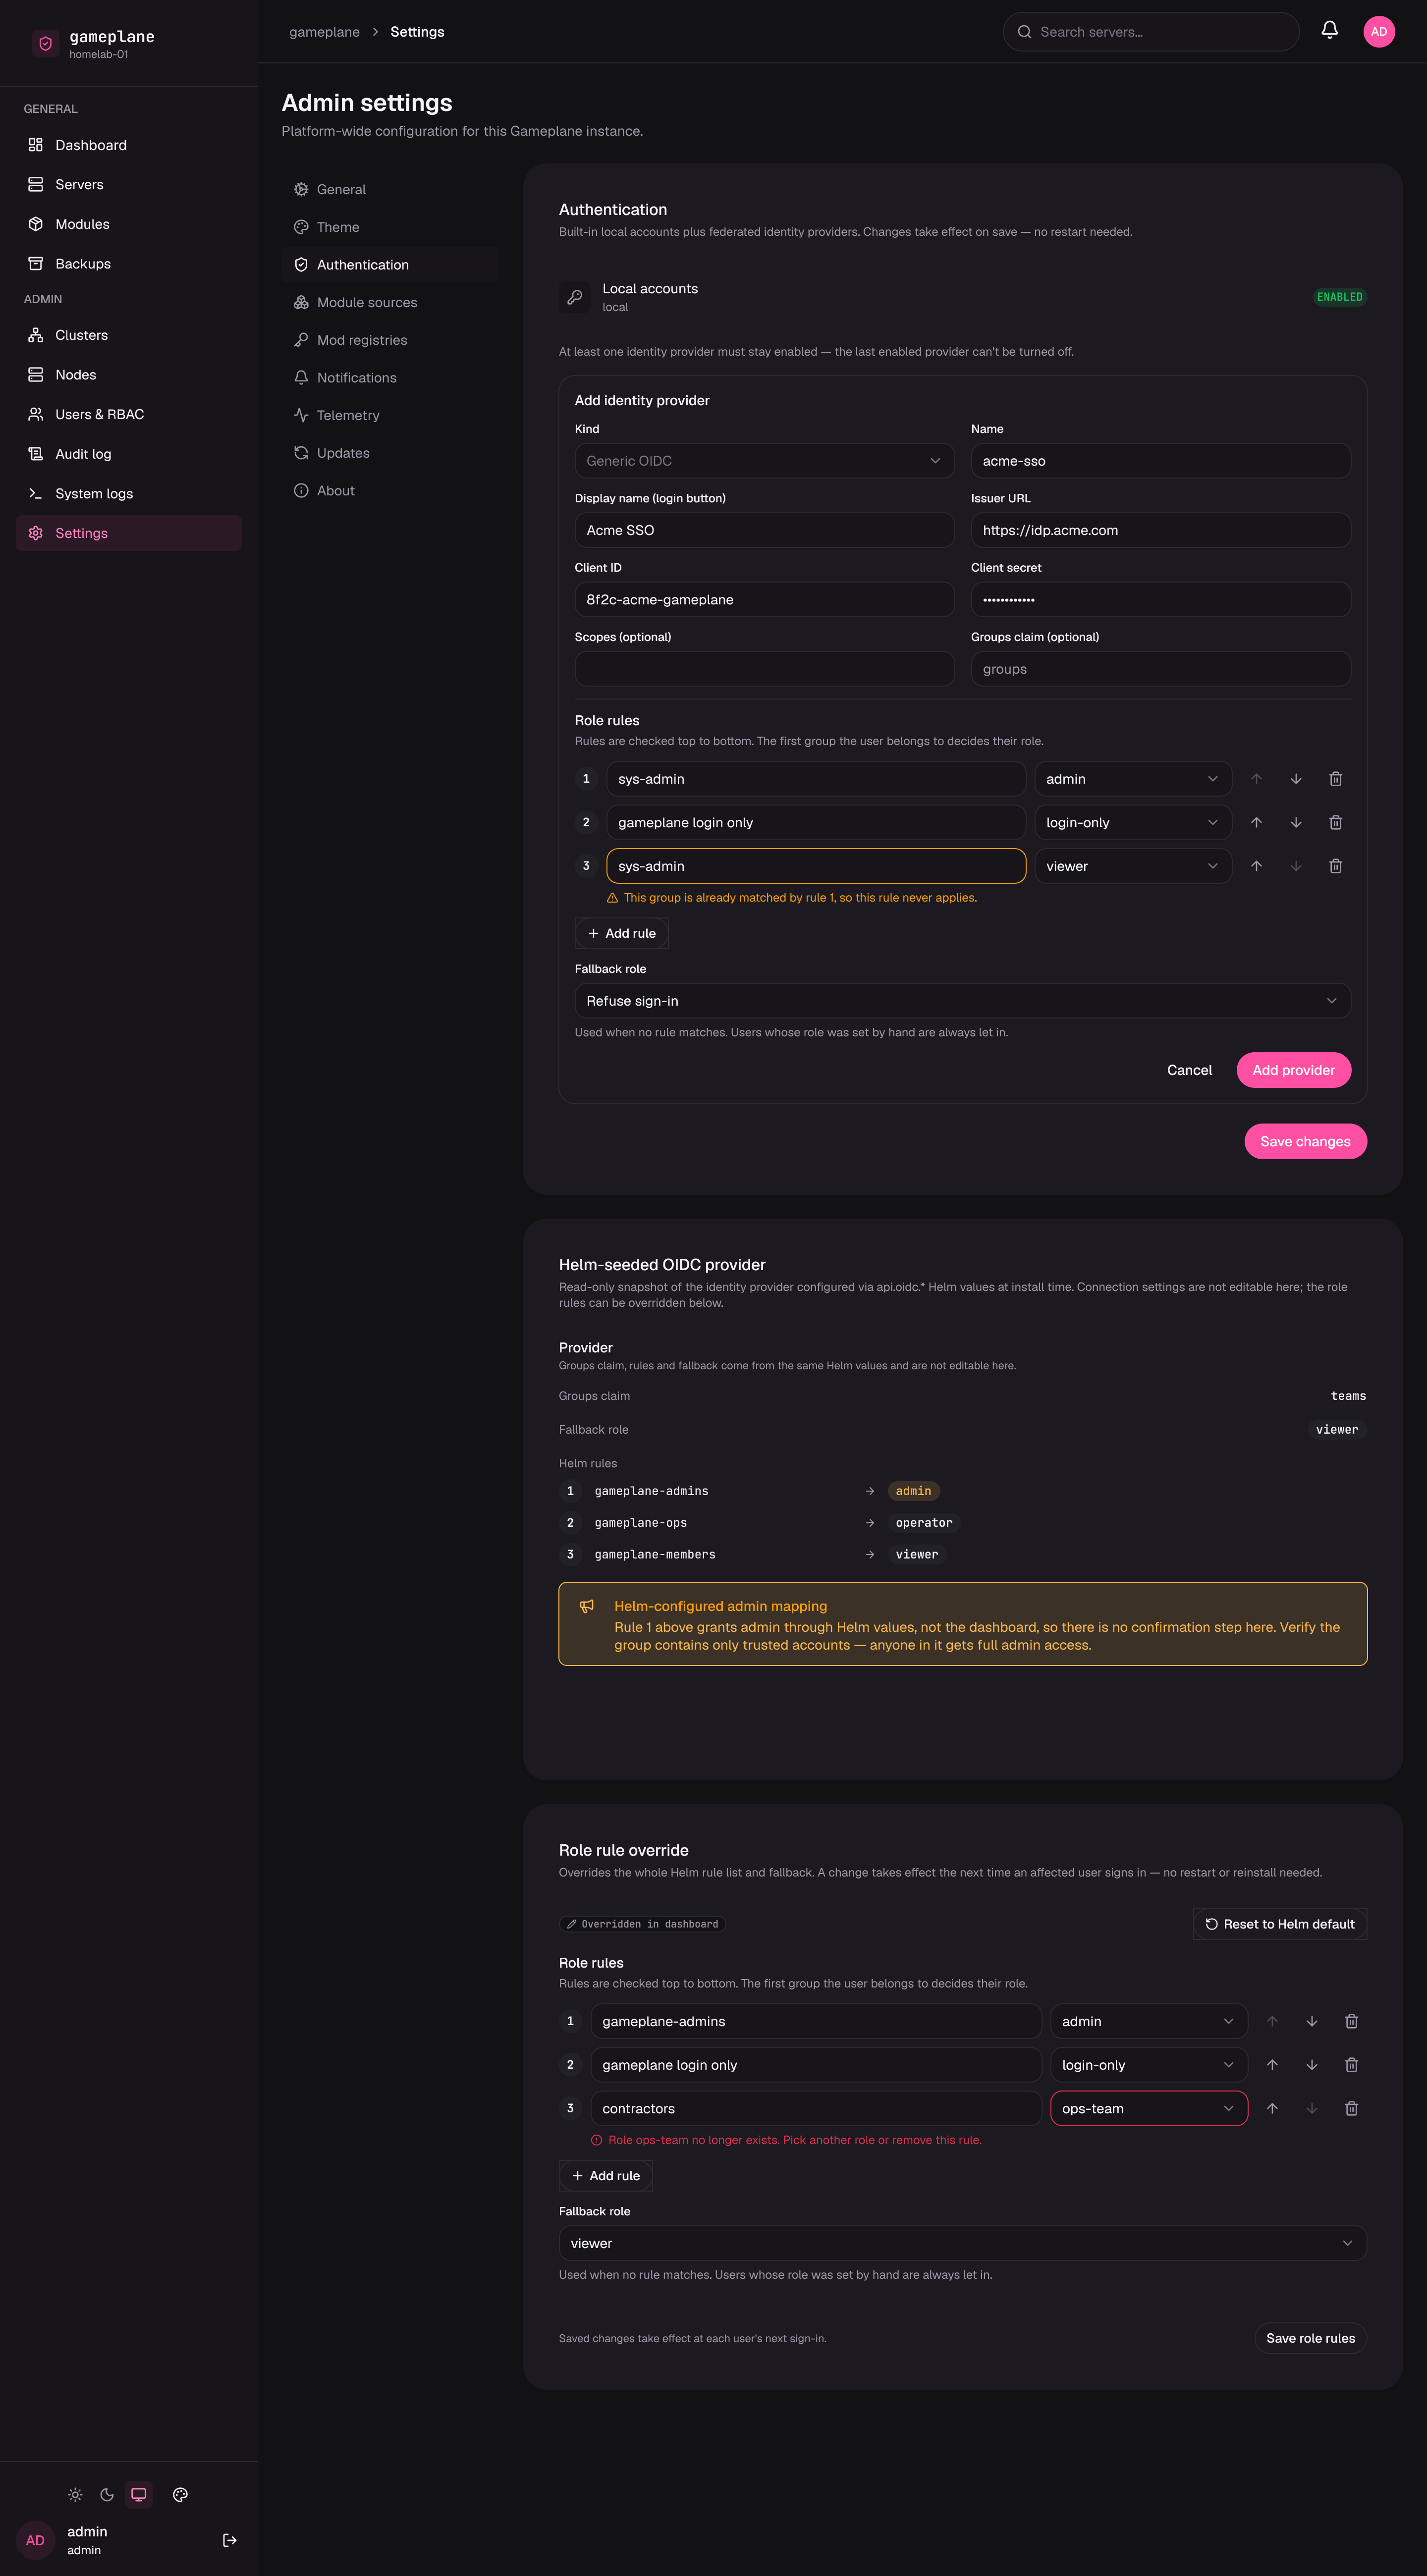 gameplane
homelab-01
GENERAL
Dashboard
Servers
Modules
Backups
ADMIN
Clusters
Nodes
Users & RBAC
Audit log
System logs
Settings
AD
admin
admin
gameplane
Settings
Search servers...
AD
Admin settings
Platform-wide configuration for this Gameplane instance.
General
Theme
Authentication
Module sources
Mod registries
Notifications
Telemetry
Updates
About
Authentication
Built-in local accounts plus federated identity providers. Changes take effect on save — no restart needed.
Local accounts
local
ENABLED
At least one identity provider must stay enabled — the last enabled provider can't be turned off.
Add identity provider
Kind
Name
Generic OIDC
acme-sso
Display name (login button)
Issuer URL
Acme SSO
https://idp.acme.com
Client ID
Client secret
8f2c-acme-gameplane
••••••••••••
Scopes (optional)
Groups claim (optional)
groups
Role rules
Rules are checked top to bottom. The first group the user belongs to decides their role.
1 sys-admin admin
2 gameplane login only login-only
3 sys-admin viewer
This group is already matched by rule 1, so this rule never applies.
Add rule
Fallback role
Refuse sign-in
Used when no rule matches. Users whose role was set by hand are always let in.
Cancel Add provider
Save changes
Helm-seeded OIDC provider
Read-only snapshot of the identity provider configured via api.oidc.* Helm values at install time. Connection settings are not editable here; the role
rules can be overridden below.
Provider
Groups claim, rules and fallback come from the same Helm values and are not editable here.
Groups claim teams
Fallback role viewer
Helm rules
1 gameplane-admins → admin
2 gameplane-ops → operator
3 gameplane-members → viewer
Helm-configured admin mapping
Rule 1 above grants admin through Helm values, not the dashboard, so there is no confirmation step here. Verify the
group contains only trusted accounts — anyone in it gets full admin access.
Role rule override
Overrides the whole Helm rule list and fallback. A change takes effect the next time an affected user signs in — no restart or reinstall needed.
Overridden in dashboard
Reset to Helm default
Role rules
Rules are checked top to bottom. The first group the user belongs to decides their role.
1 gameplane-admins admin
2 gameplane login only login-only
3 contractors ops-team
Role ops-team no longer exists. Pick another role or remove this rule.
Add rule
Fallback role
viewer
Used when no rule matches. Users whose role was set by hand are always let in.
Saved changes take effect at each user's next sign-in.
Save role rules